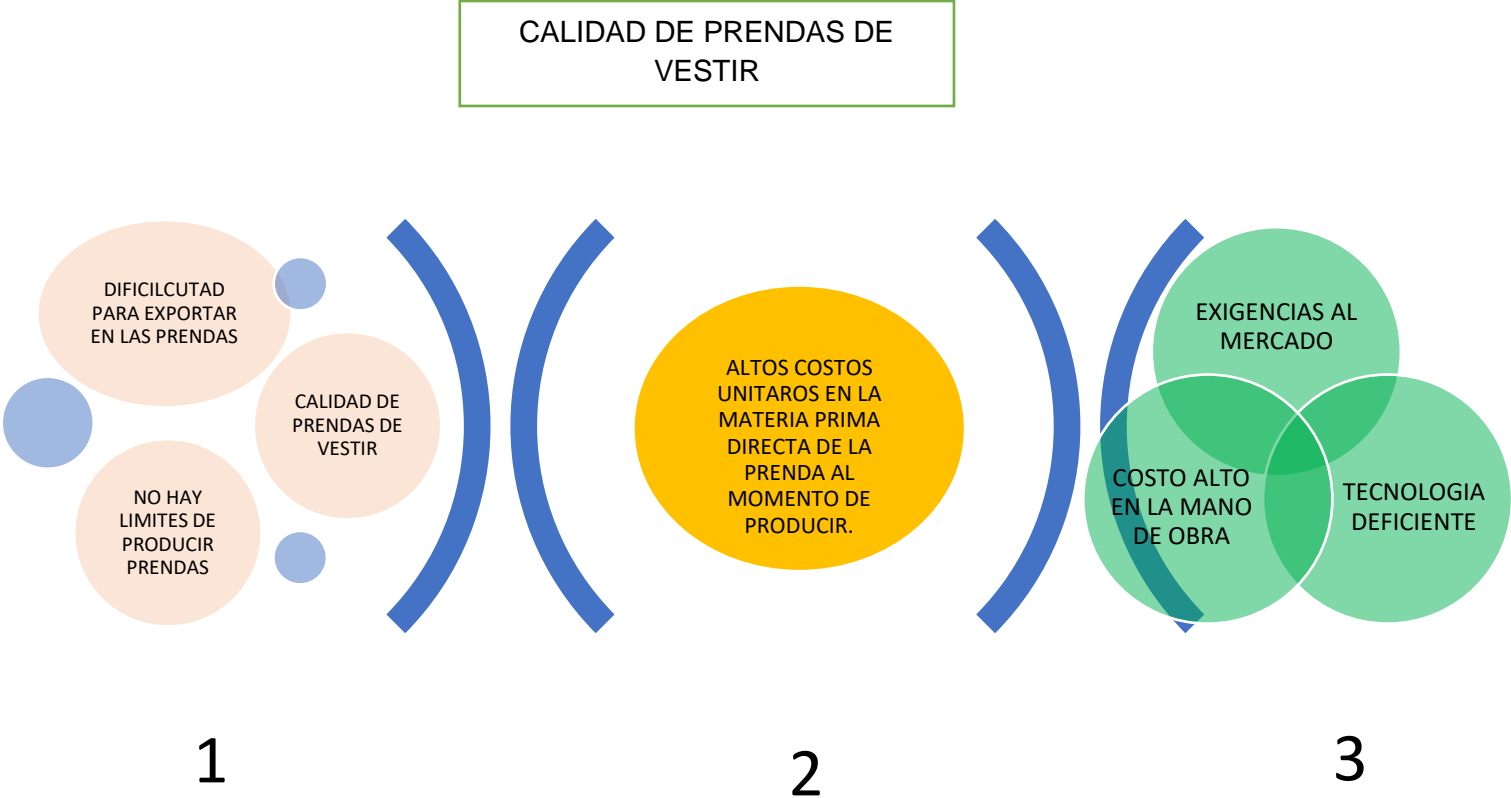 CALIDAD DE PRENDAS DE
VESTIR
DIFICILCUTAD
PARA EXPORTAR
EN LAS PRENDAS
CALIDAD DE
PRENDAS DE
VESTIR
NO HAY
LIMITES DE
PRODUCIR
PRENDAS
ALTOS COSTOS
UNITAROS EN LA
MATERIA PRIMA
DIRECTA DE LA
PRENDA AL
MOMENTO DE
PRODUCIR.
EXIGENCIAS AL
MERCADO
COSTO ALTO
EN LA MANO
DE OBRA
TECNOLOGIA
DEFICIENTE
1
2
3